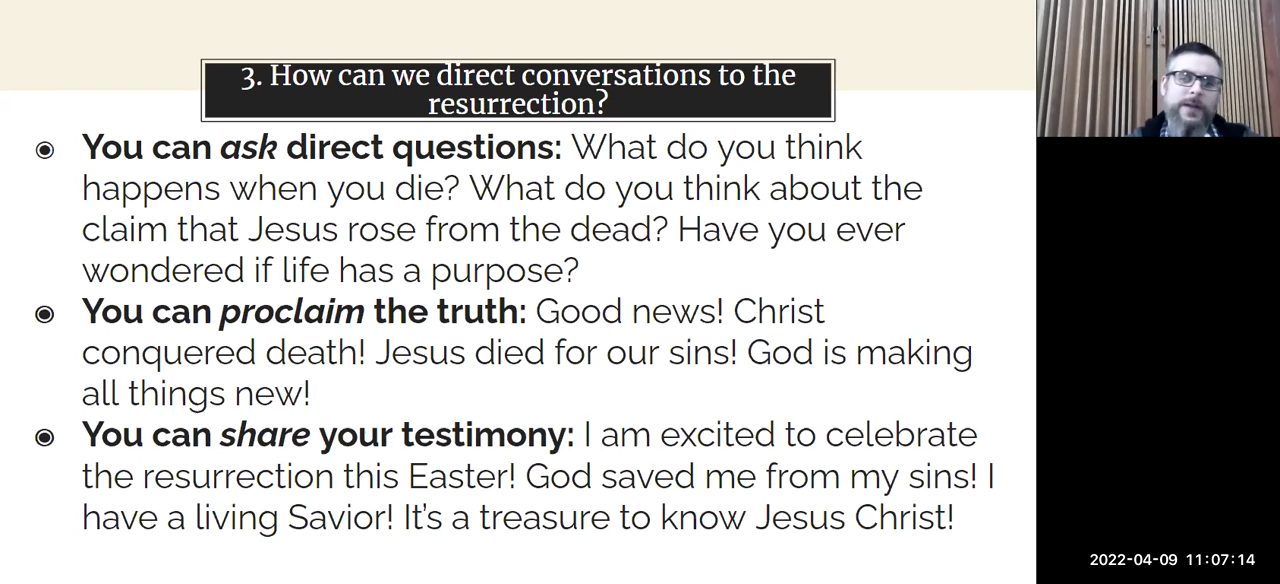 3. How can we direct conversations to the
resurrection?
You can ask direct questions: What do you think
happens when you die? What do you think about the
claim that Jesus rose from the dead? Have you ever
wondered if life has a purpose?
You can proclaim the truth: Good news! Christ
conquered death! Jesus died for our sins! God is making
all things new!
You can share your testimony: I am excited to celebrate
the resurrection this Easter! God saved me from my sins! I
have a living Savior! It’s a treasure to know Jesus Christ!
2022-04-09 11:07:14